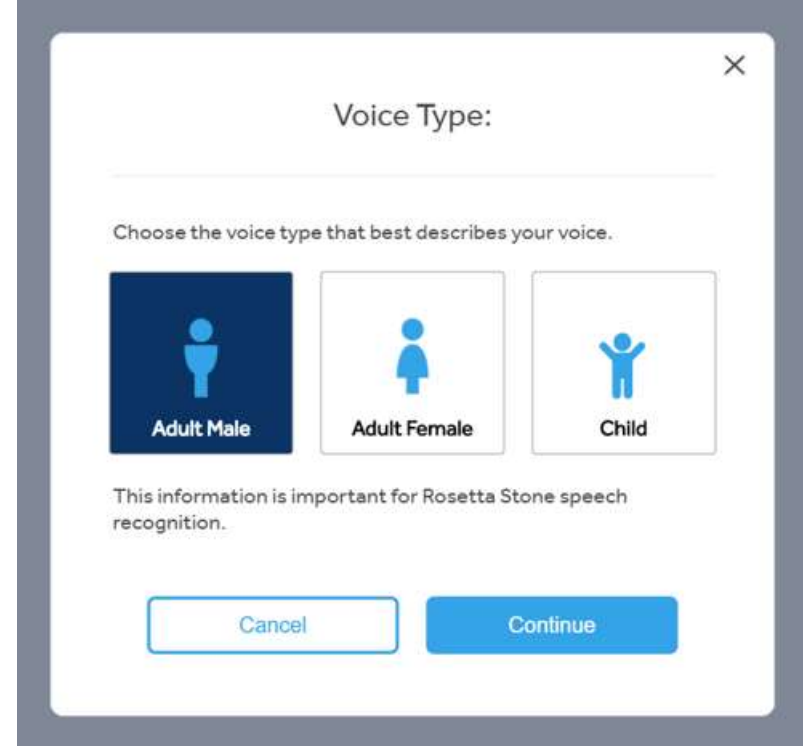 Voice Type:
Choose the voice type that best describes your voice.
Adult Male
Adult Female
Child
This information is important for Rosetta Stone speech
recognition.
Cancel
Continue